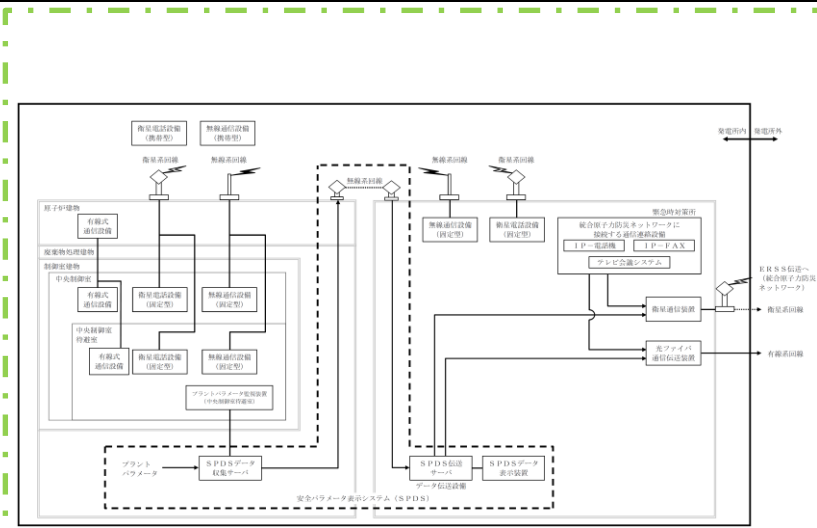 衛星電話設備
(携帯型)
無線通信設備
(携帯型)
発電所内
発電所外
衛星系回線
無線系回線
無線系回線
無線系回線
衛星系回線
原子炉建物
有線式
通信設備
廃棄物処理建物
制御室建物
中央制御室
有線式
通信設備
衛星電話設備
(固定型)
無線通信設備
(固定型)
中央制御室
待避室
有線式
通信設備
衛星電話設備
(固定型)
無線通信設備
(固定型)
プラントパラメータ監視装置
(中央制御室待避室)
プラント
パラメータ
SPDSデータ
収集サーバ
無線通信設備
(固定型)
衛星電話設備
(固定型)
緊急時対策所
統合原子力防災ネットワークに
接続する通信連絡設備
IP-電話機
IP-FAX
テレビ会議システム
衛星通信装置
光ファイバ
通信伝送装置
ERSS伝送へ
(統合原子力防災
ネットワーク)
衛星系回線
有線系回線
SPDS伝送
サーバ
SPDSデータ
表示装置
データ伝送設備
安全パラメータ表示システム(SPDS)